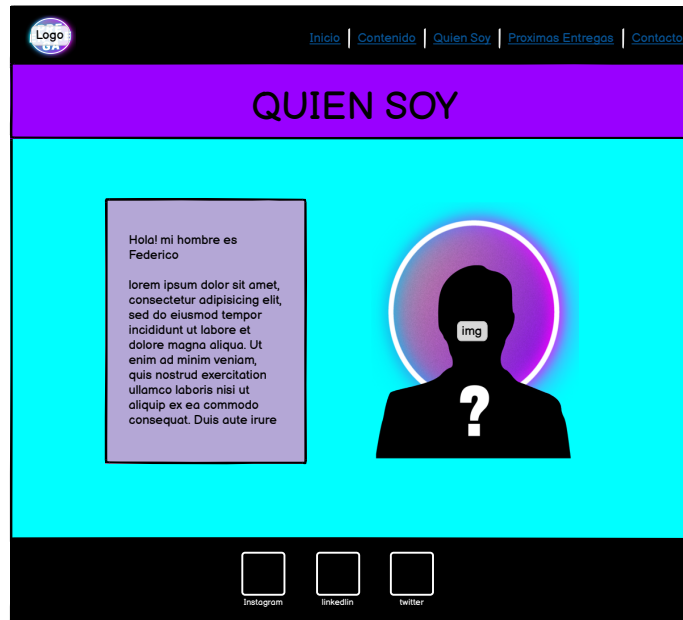 Logo
GA
Inicio Contenido Quien Soy Proximas Entregas Contacto
QUIEN SOY
Hola! mi hombre es
Federico
lorem ipsum dolor sit amet,
consectetur adipisicing elit,
sed do eiusmod tempor
incididunt ut labore et
dolore magna aliqua. Ut
enim ad minim veniam,
quis nostrud exercitation
ullamco laboris nisi ut
aliquip ex ea commodo
consequat. Duis aute irure
img
?
Instagram linkedlin twitter